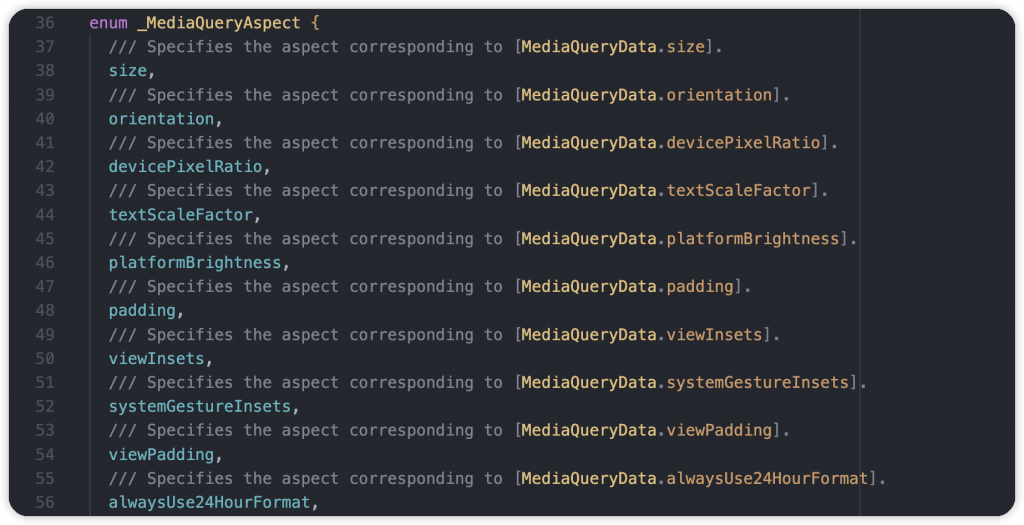 36 enum _MediaQueryAspect {
37 /// Specifies the aspect corresponding to [MediaQueryData.size].
38 size,
39 /// Specifies the aspect corresponding to [MediaQueryData.orientation].
40 orientation,
41 /// Specifies the aspect corresponding to [MediaQueryData.devicePixelRatio].
42 devicePixelRatio,
43 /// Specifies the aspect corresponding to [MediaQueryData.textScaleFactor].
44 textScaleFactor,
45 /// Specifies the aspect corresponding to [MediaQueryData.platformBrightness].
46 platformBrightness,
47 /// Specifies the aspect corresponding to [MediaQueryData.padding].
48 padding,
49 /// Specifies the aspect corresponding to [MediaQueryData.viewInsets].
50 viewInsets,
51 /// Specifies the aspect corresponding to [MediaQueryData.systemGestureInsets].
52 systemGestureInsets,
53 /// Specifies the aspect corresponding to [MediaQueryData.viewPadding].
54 viewPadding,
55 /// Specifies the aspect corresponding to [MediaQueryData.alwaysUse24HourFormat].
56 alwaysUse24HourFormat,